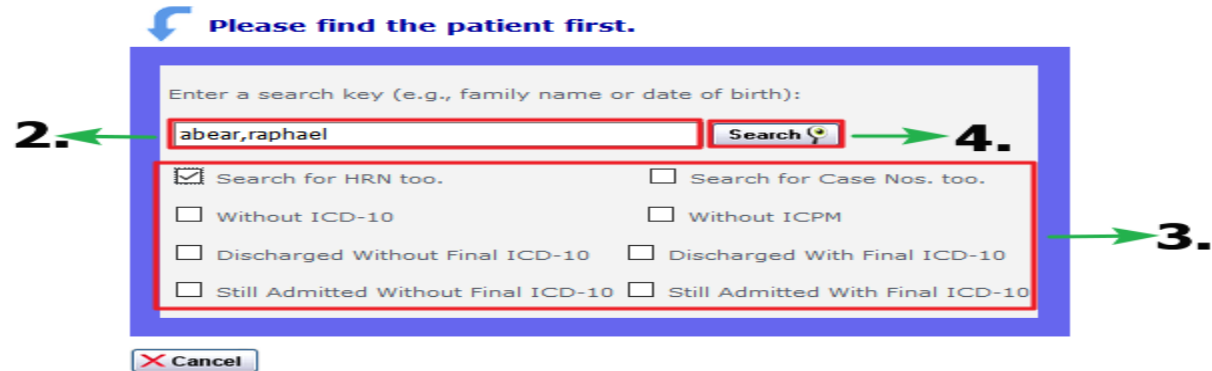 Please find the patient first.
Enter a search key (e.g., family name or date of birth):
2. abear,raphael Search 4.
Search for HRN too. Search for Case Nos. too.
Without ICD-10 Without ICPM
3.
Discharged Without Final ICD-10 Discharged With Final ICD-10
Still Admitted Without Final ICD-10 Still Admitted With Final ICD-10
Cancel